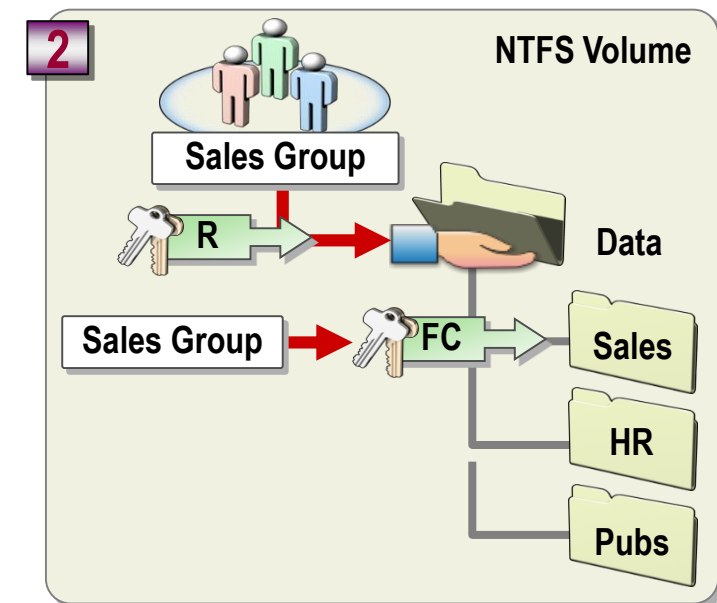 2
NTFS Volume
Sales Group
R
Data
Sales Group
FC
Sales
HR
Pubs